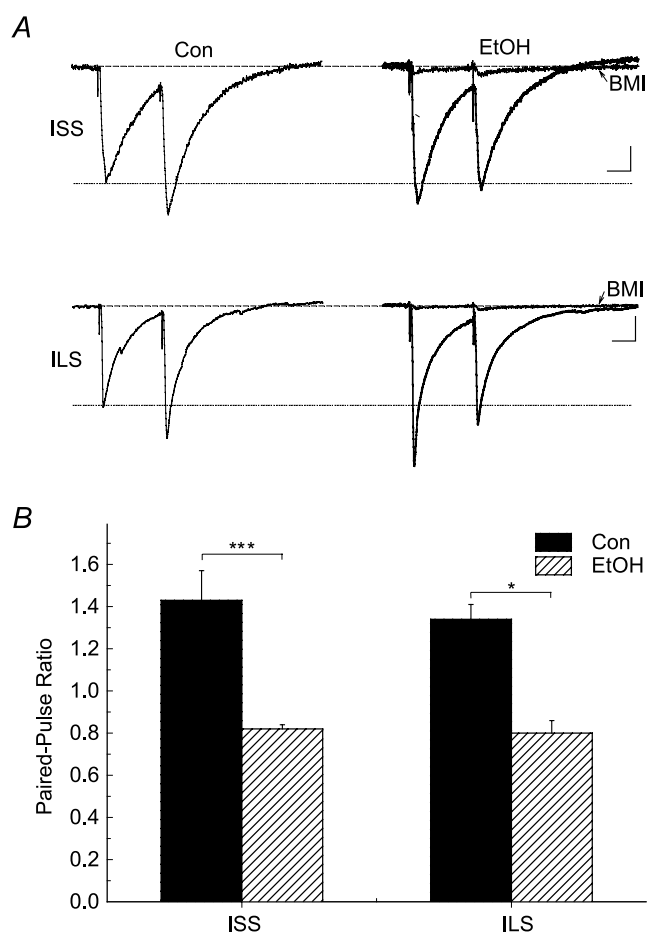 A
Con
EtOH
BMI
ISS
BMI
ILS
B
Paired-Pulse Ratio
1.6
1.4
1.2
1.0
0.8
0.6
0.4
0.2
0.0
***
*
Con
EtOH
ISS
ILS